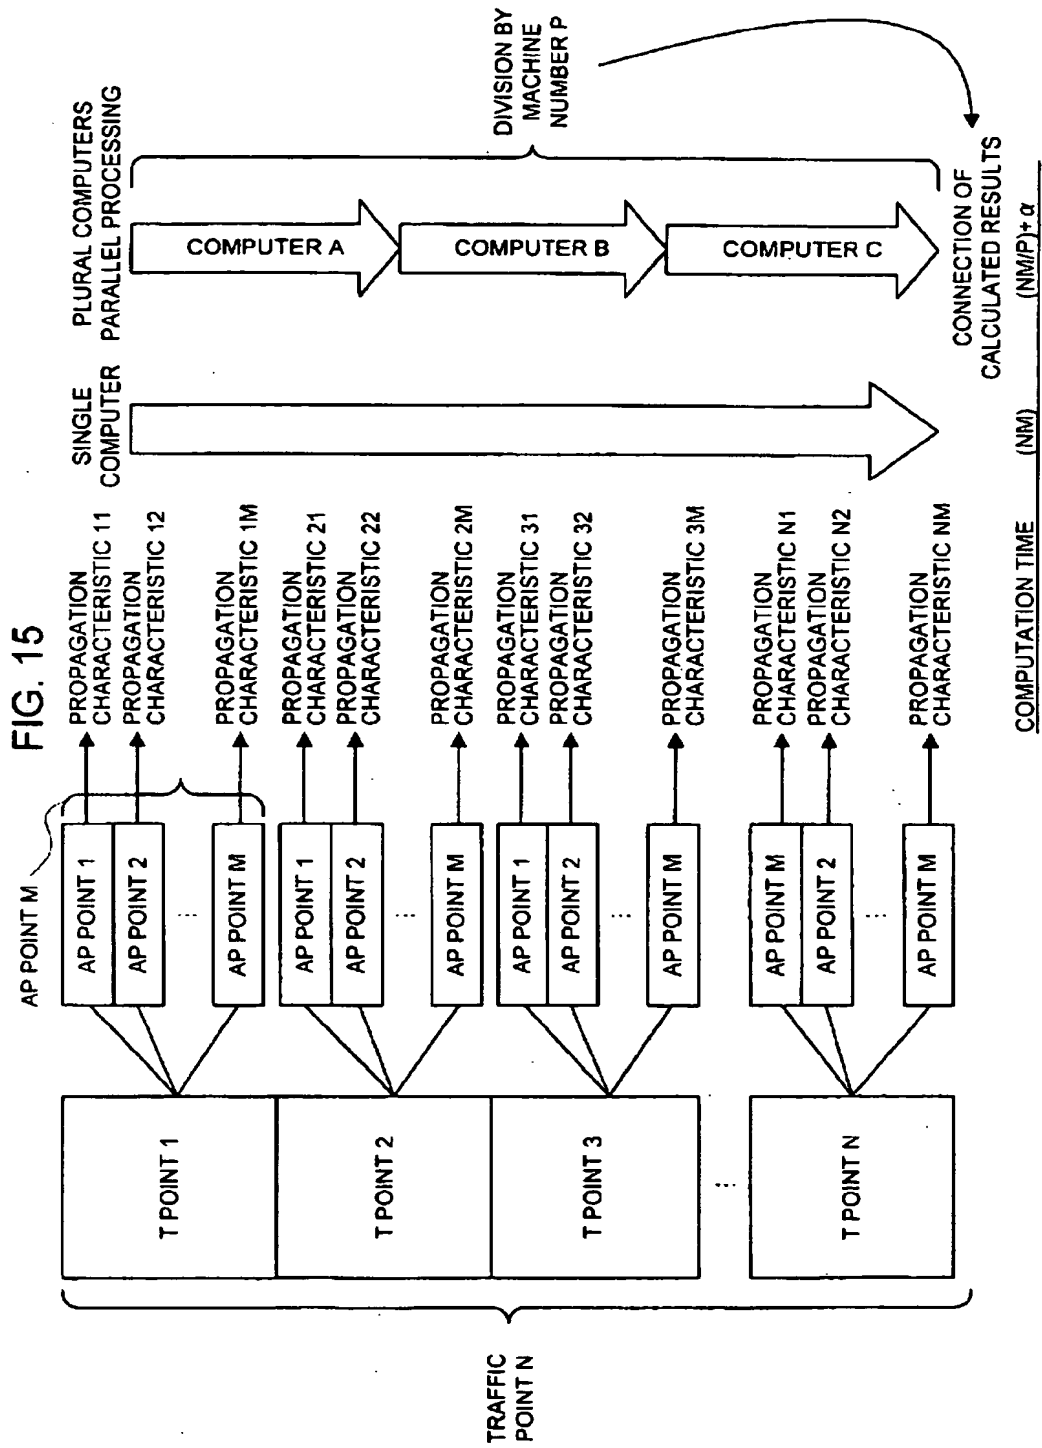 FIG. 15
TRAFFIC
POINT N
T POINT 1
T POINT 2
T POINT 3
...
T POINT N
AP POINT M
AP POINT 1
AP POINT 2
...
AP POINT M
AP POINT 1
AP POINT 2
...
AP POINT M
AP POINT 1
AP POINT 2
...
AP POINT M
AP POINT M
AP POINT 2
...
AP POINT M
PROPAGATION
CHARACTERISTIC 11
PROPAGATION
CHARACTERISTIC 12
PROPAGATION
CHARACTERISTIC 1M
PROPAGATION
CHARACTERISTIC 21
PROPAGATION
CHARACTERISTIC 22
PROPAGATION
CHARACTERISTIC 2M
PROPAGATION
CHARACTERISTIC 31
PROPAGATION
CHARACTERISTIC 32
PROPAGATION
CHARACTERISTIC 3M
PROPAGATION
CHARACTERISTIC N1
PROPAGATION
CHARACTERISTIC N2
PROPAGATION
CHARACTERISTIC NM
SINGLE
COMPUTER
PLURAL COMPUTERS
PARALLEL PROCESSING
COMPUTER A
COMPUTER B
COMPUTER C
DIVISION BY
MACHINE
NUMBER P
CONNECTION OF
CALCULATED RESULTS
COMPUTATION TIME (NM) (NM/P)+α